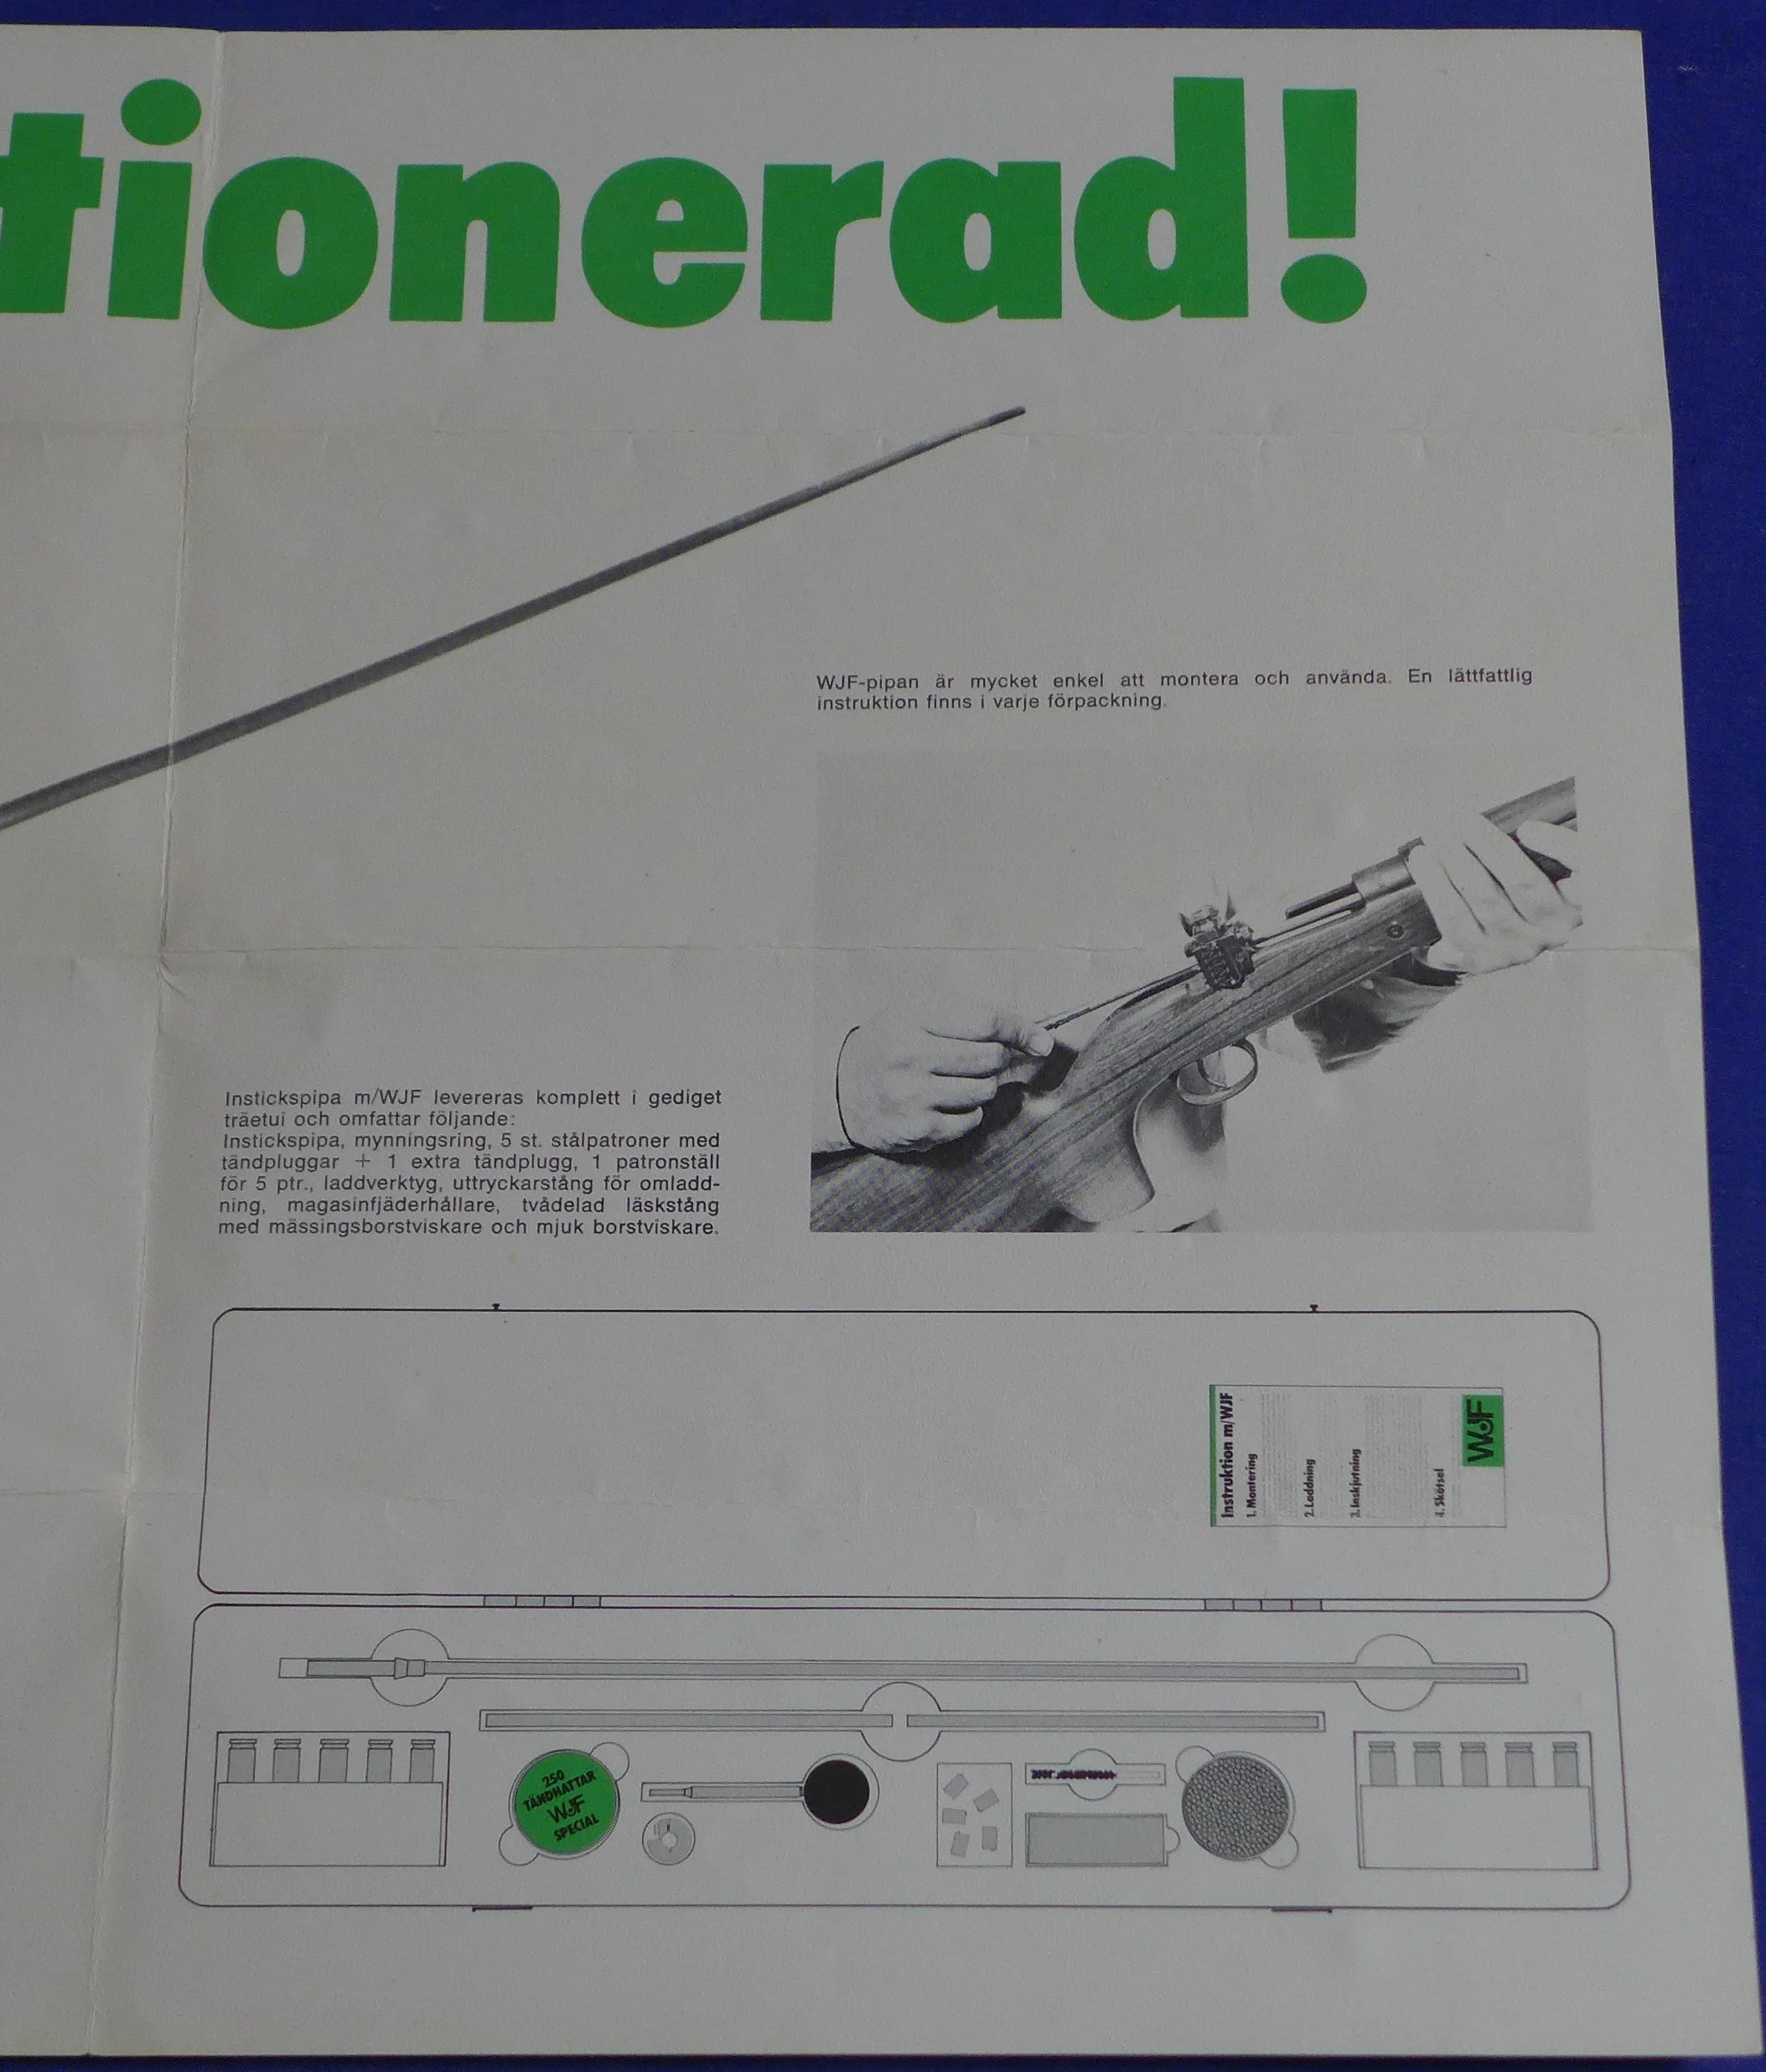 tionerad!
WJF-pipan är mycket enkel att montera och använda. En lättfattlig
instruktion finns i varje förpackning.
Instickspipa m/WJF levereras komplett i gediget
träetui och omfattar följande:
Instickspipa, mynningsring, 5 st. stålpatroner med
tändpluggar + 1 extra tändplugg, 1 patronställ
för 5 ptr., laddverktyg, uttryckarstång för omladd-
ning, magasinfjäderhållare, tvådelad läskstång
med mässingsborstviskare och mjuk borstviskare.
Instruktion m/WJF
1. Montering
2. Laddning
3. Inskjutning
4. Skötsel
WJF
250
TÄNDHATTAR
WJF
SPECIAL